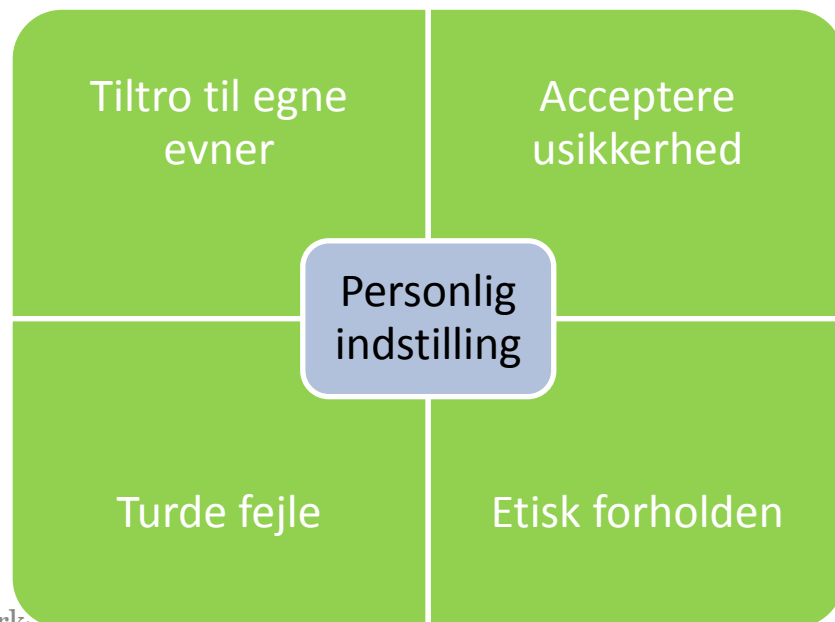 Tiltro til egne
evner
Acceptere
usikkerhed
Personlig
indstilling
Turde fejle
Etisk forholden